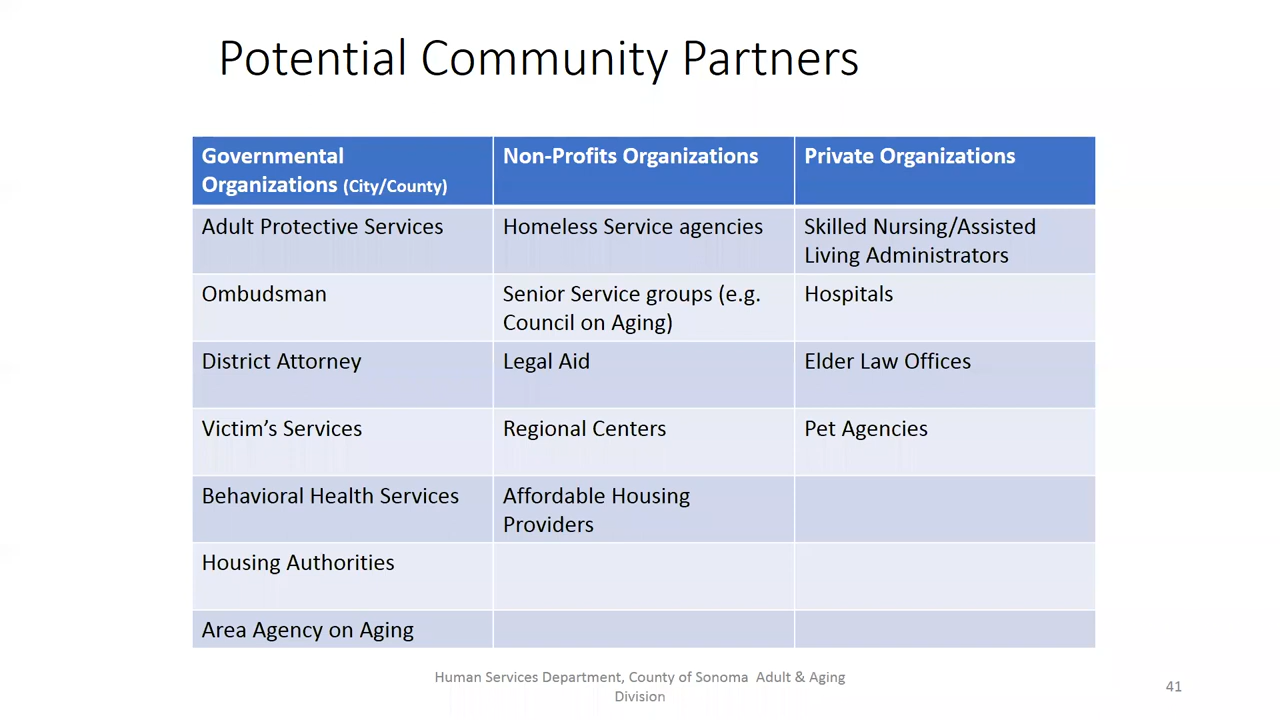 Potential Community Partners
Governmental
Organizations (City/County)
Non-Profits Organizations
Private Organizations
Adult Protective Services
Homeless Service agencies
Skilled Nursing/Assisted
Living Administrators
Ombudsman
Senior Service groups (e.g.
Council on Aging)
Hospitals
District Attorney
Legal Aid
Elder Law Offices
Victim’s Services
Regional Centers
Pet Agencies
Behavioral Health Services
Affordable Housing
Providers
Housing Authorities
Area Agency on Aging
Human Services Department, County of Sonoma Adult & Aging
Division
41